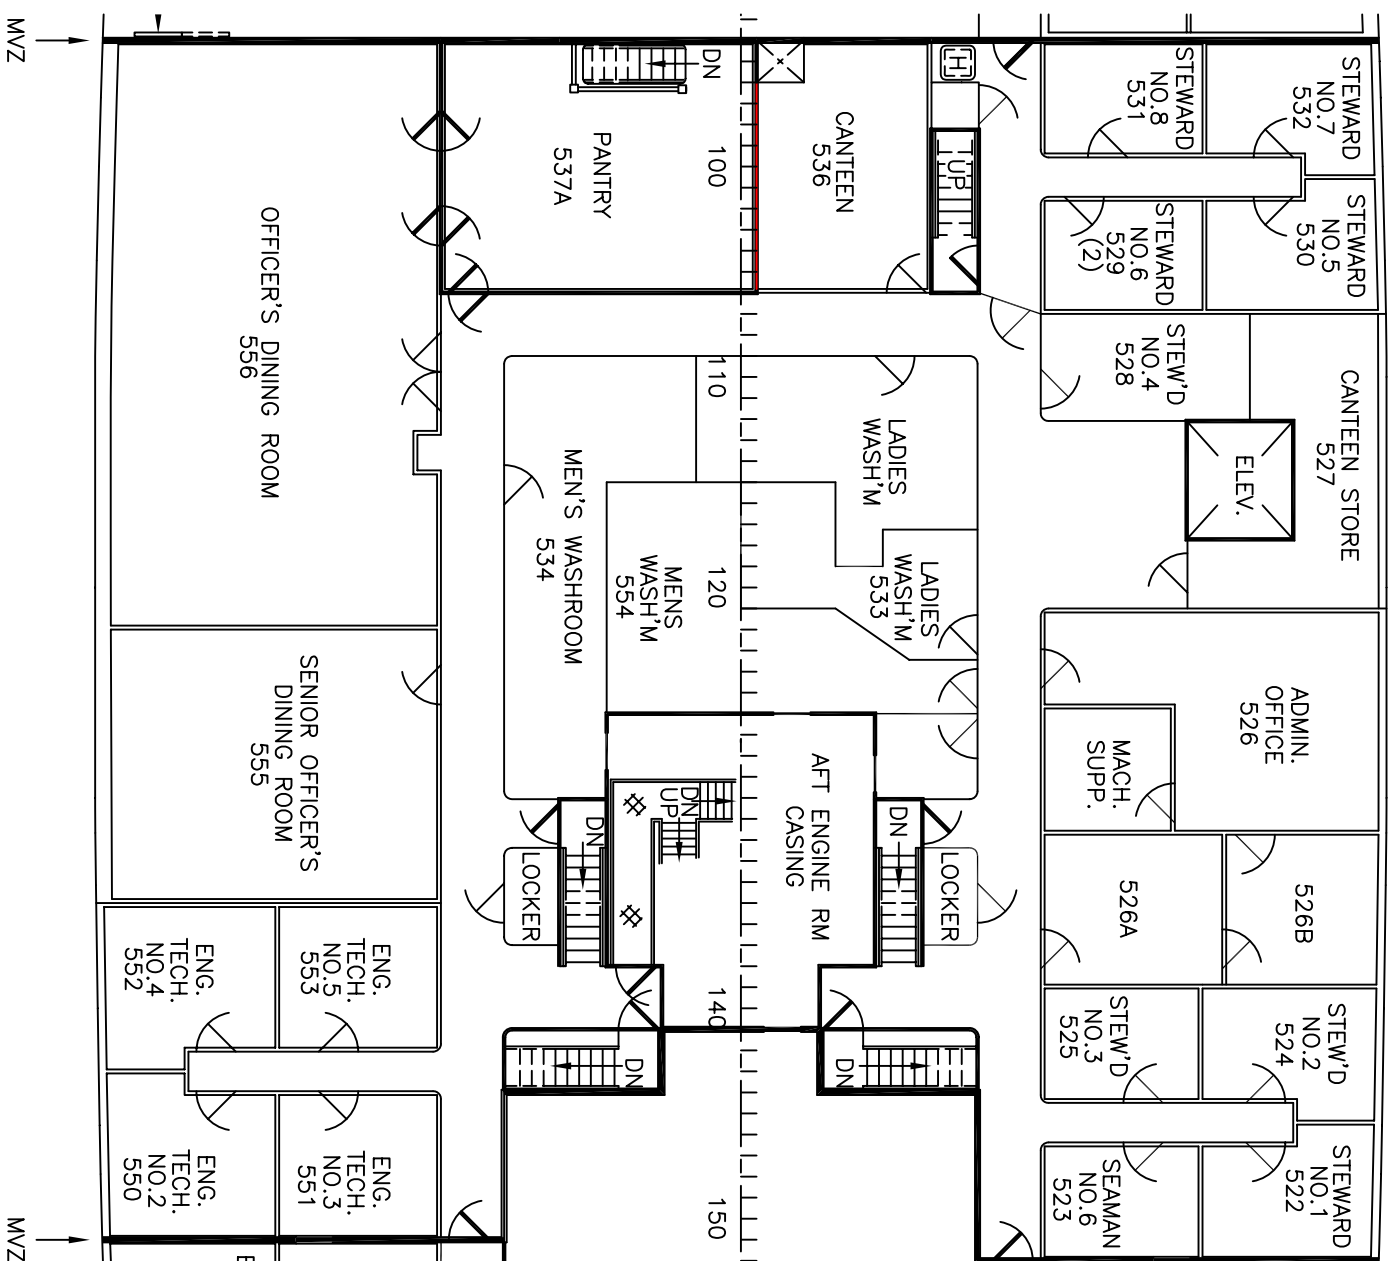 MVZ
MVZ
OFFICER'S DINING ROOM
556
SENIOR OFFICER'S
DINING ROOM
555
ENG.
TECH.
NO.4
552
ENG.
TECH.
NO.5
553
ENG.
TECH.
NO.2
550
ENG.
TECH.
NO.3
551
E
DN
PANTRY
537A
100
CANTEEN
536
H
UP
STEWARD
NO.8
531
STEWARD
NO.7
532
STEWARD
NO.6
529
(2)
STEWARD
NO.5
530
STEW'D
NO.4
528
CANTEEN STORE
527
ELEV.
110
LADIES
WASH'M
MEN'S WASHROOM
534
MENS
WASH'M
554
120
LADIES
WASH'M
533
ADMIN.
OFFICE
526
MACH.
SUPP.
526A
526B
AFT ENGINE RM
CASING
DN
UP
DN
DN
LOCKER
LOCKER
140
DN
DN
STEW'D
NO.3
525
STEW'D
NO.2
524
SEAMAN
NO.6
523
STEWARD
NO.1
522
150